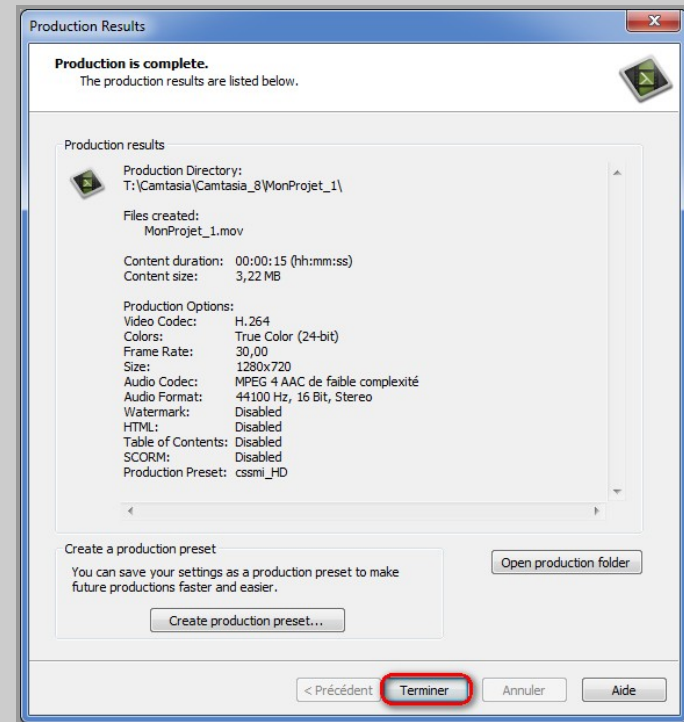 Production Results
Production is complete.
The production results are listed below.
Production results
Production Directory:
T:\Camtasia\Camtasia_8\MonProjet_1\
Files created:
MonProjet_1.mov
Content duration: 00:00:15 (hh:mm:ss)
Content size: 3,22 MB
Production Options:
Video Codec: H.264
Colors: True Color (24-bit)
Frame Rate: 30,00
Size: 1280x720
Audio Codec: MPEG 4 AAC de faible complexité
Audio Format: 44100 Hz, 16 Bit, Stereo
Watermark: Disabled
HTML: Disabled
Table of Contents: Disabled
SCORM: Disabled
Production Preset: cssmi_HD
Create a production preset
You can save your settings as a production preset to make
future productions faster and easier.
Create production preset...
Open production folder
< Précédent Terminer Annuler Aide